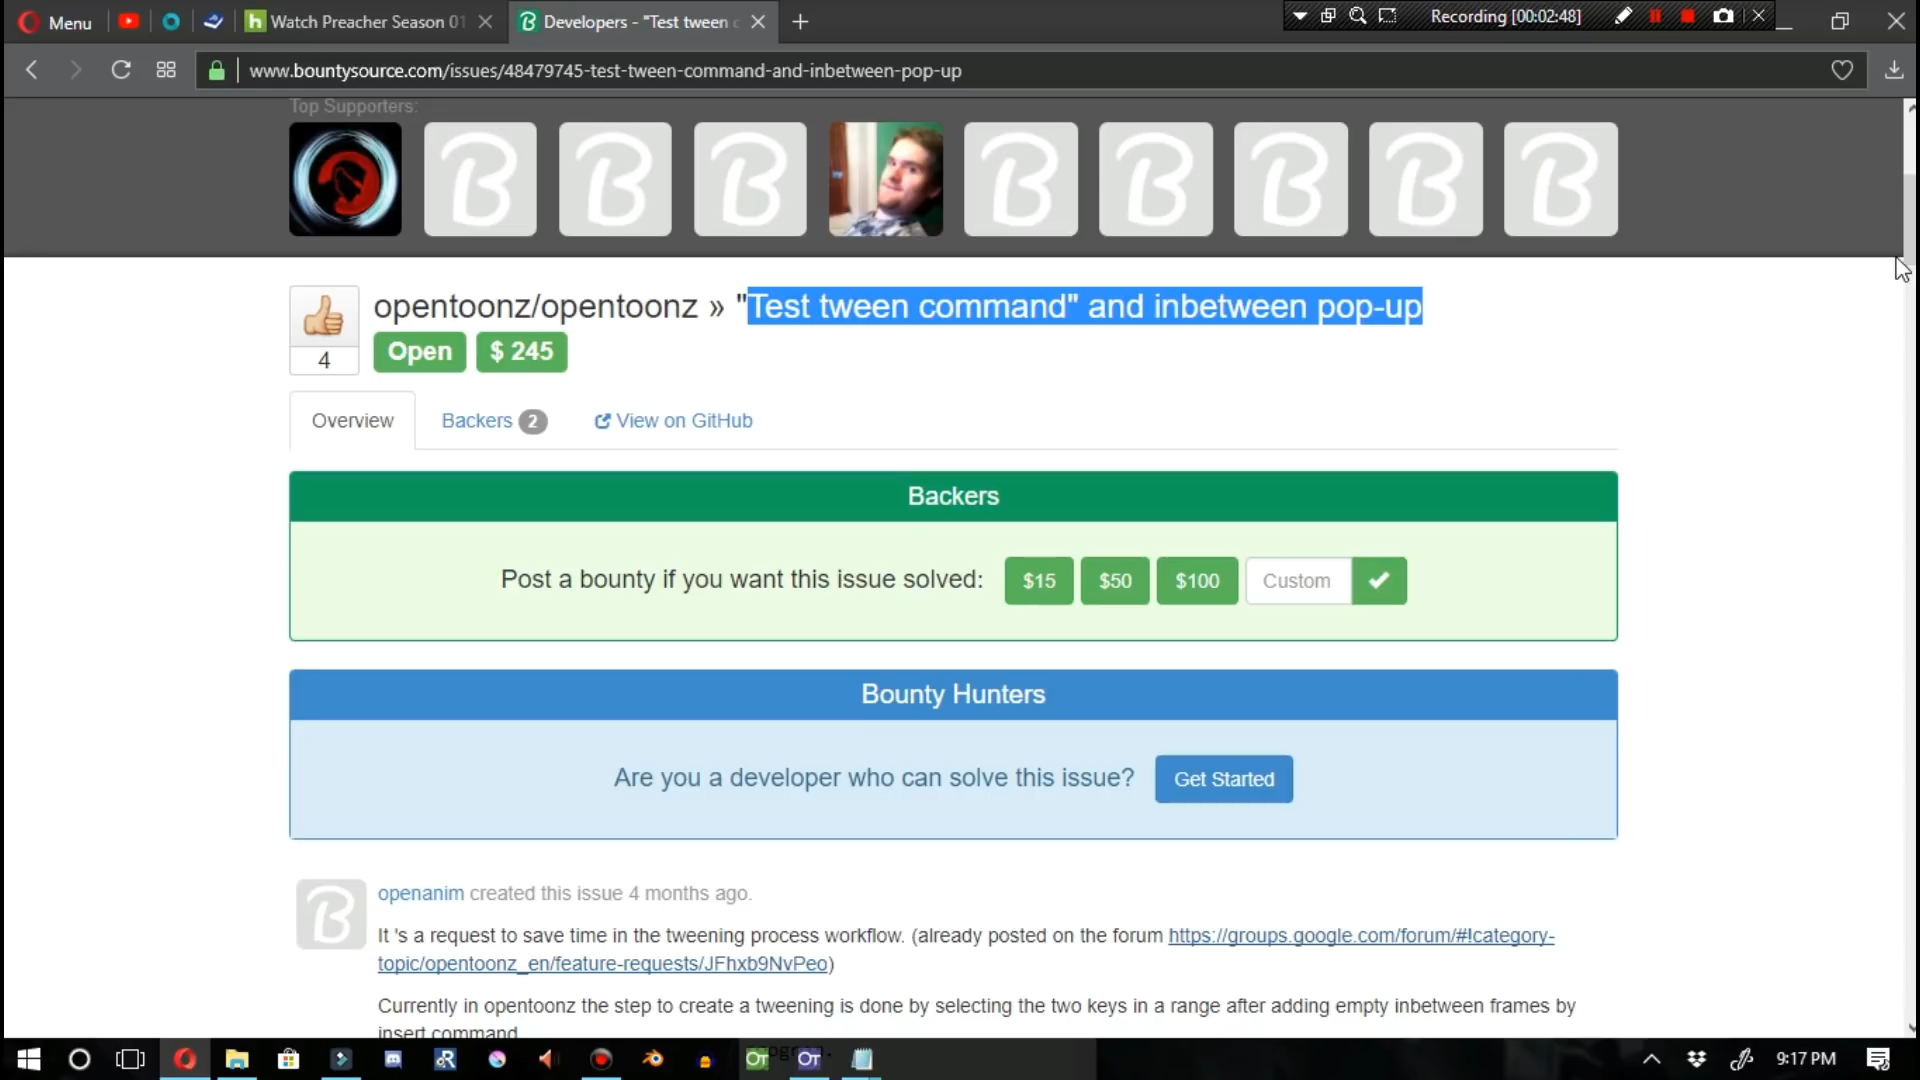 Menu
Watch Preacher Season 01
Developers - "Test tween c
Recording [00:02:48]
www.bountysource.com/issues/48479745-test-tween-command-and-inbetween-pop-up
Top Supporters:
opentoonz/opentoonz » "Test tween command" and inbetween pop-up
4
Open $ 245
Overview
Backers 2
View on GitHub
Backers
Post a bounty if you want this issue solved: $15 $50 $100 Custom
Bounty Hunters
Are you a developer who can solve this issue? Get Started
openanim created this issue 4 months ago.
It 's a request to save time in the tweening process workflow. (already posted on the forum https://groups.google.com/forum/#!category-
topic/opentoonz_en/feature-requests/JFhxb9NvPeo)
Currently in opentoonz the step to create a tweening is done by selecting the two keys in a range after adding empty inbetween frames by
insert command
OT
OT
9:17 PM